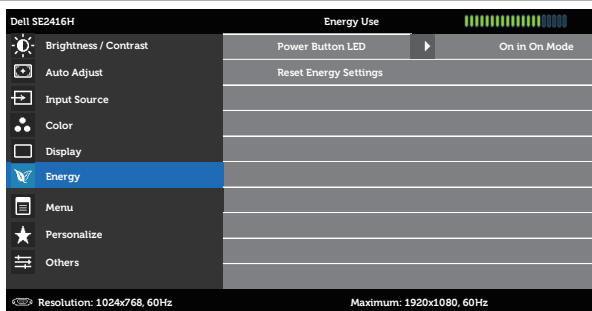 Dell SE2416H
Energy Use
Brightness / Contrast
Power Button LED
On in On Mode
Auto Adjust
Reset Energy Settings
Input Source
Color
Display
Energy
Menu
Personalize
Others
Resolution: 1024x768, 60Hz
Maximum: 1920x1080, 60Hz